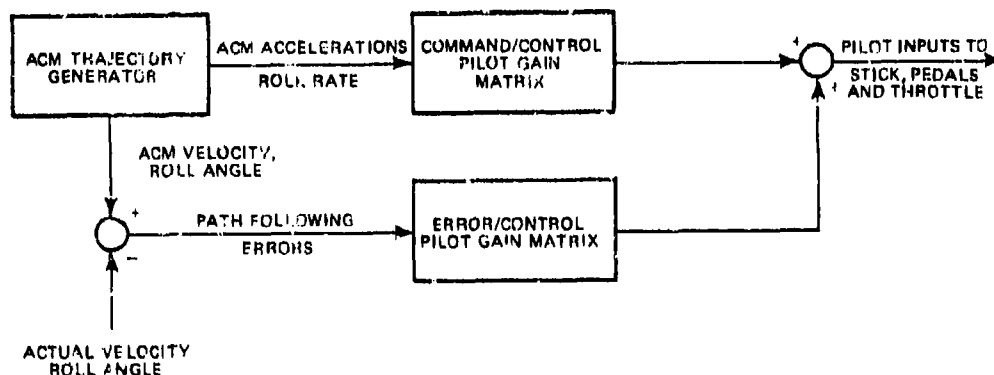 ACM TRAJECTORY
GENERATOR
ACM ACCELERATIONS
ROLL RATE
COMMAND/CONTROL
PILOT GAIN
MATRIX
+
+
PILOT INPUTS TO
STICK, PEDALS
AND THROTTLE
ACM VELOCITY,
ROLL ANGLE
+
−
PATH FOLLOWING
ERRORS
ERROR/CONTROL
PILOT GAIN MATRIX
ACTUAL VELOCITY
ROLL ANGLE